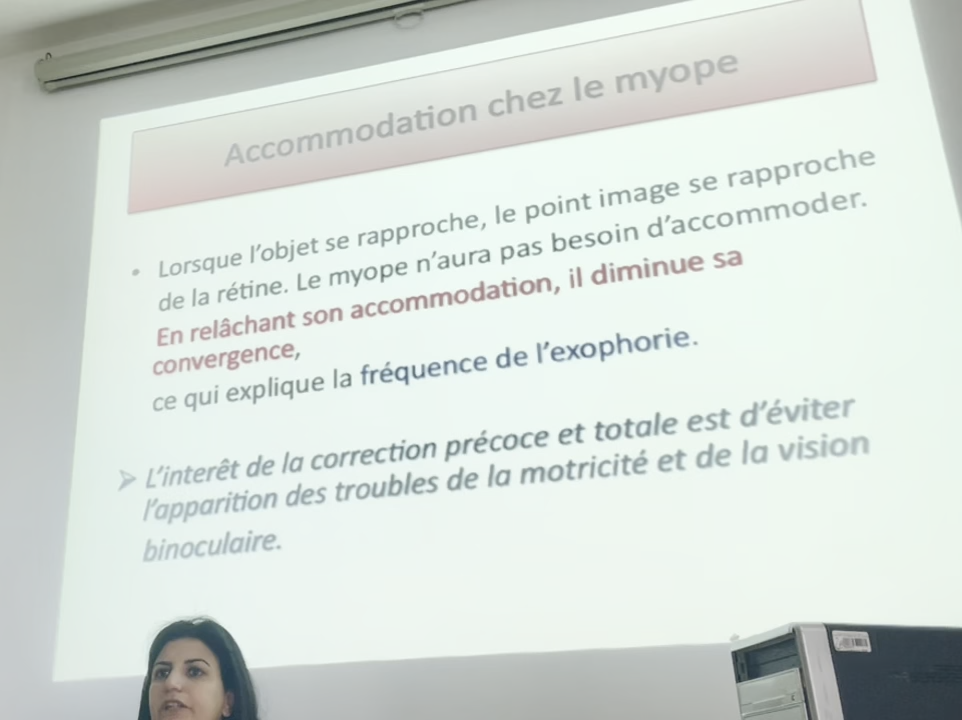 Accommodation chez le myope
• Lorsque l'objet se rapproche, le point image se rapproche
de la rétine. Le myope n'aura pas besoin d'accommoder.
En relâchant son accommodation, il diminue sa
convergence,
ce qui explique la fréquence de l'exophorie.
➢ L'interêt de la correction précoce et totale est d'éviter
l'apparition des troubles de la motricité et de la vision
binoculaire.